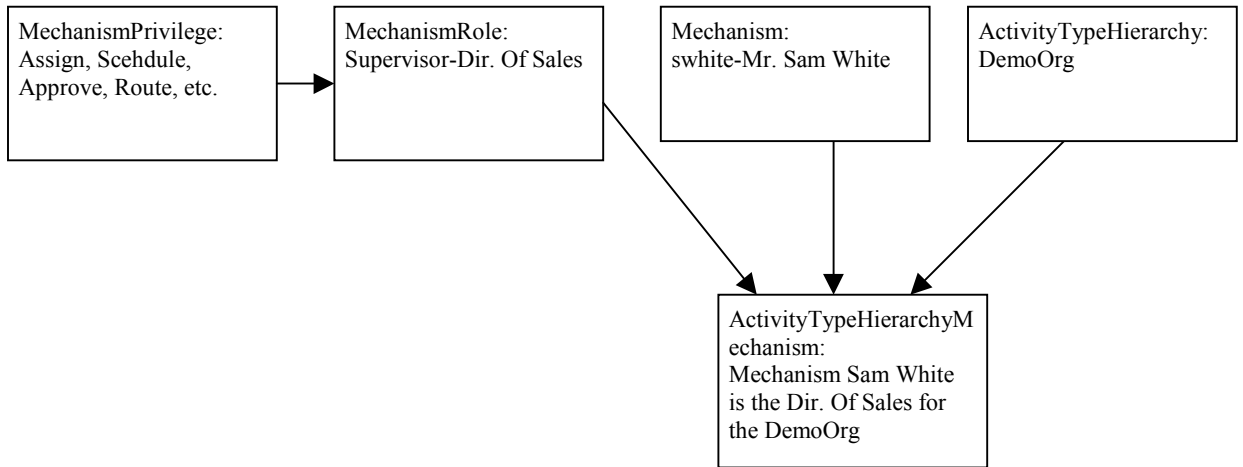 MechanismPrivilege:
Assign, Scehdule,
Approve, Route, etc.
MechanismRole:
Supervisor-Dir. Of Sales
Mechanism:
swhite-Mr. Sam White
ActivityTypeHierarchy:
DemoOrg
ActivityTypeHierarchyM
echanism:
Mechanism Sam White
is the Dir. Of Sales for
the DemoOrg